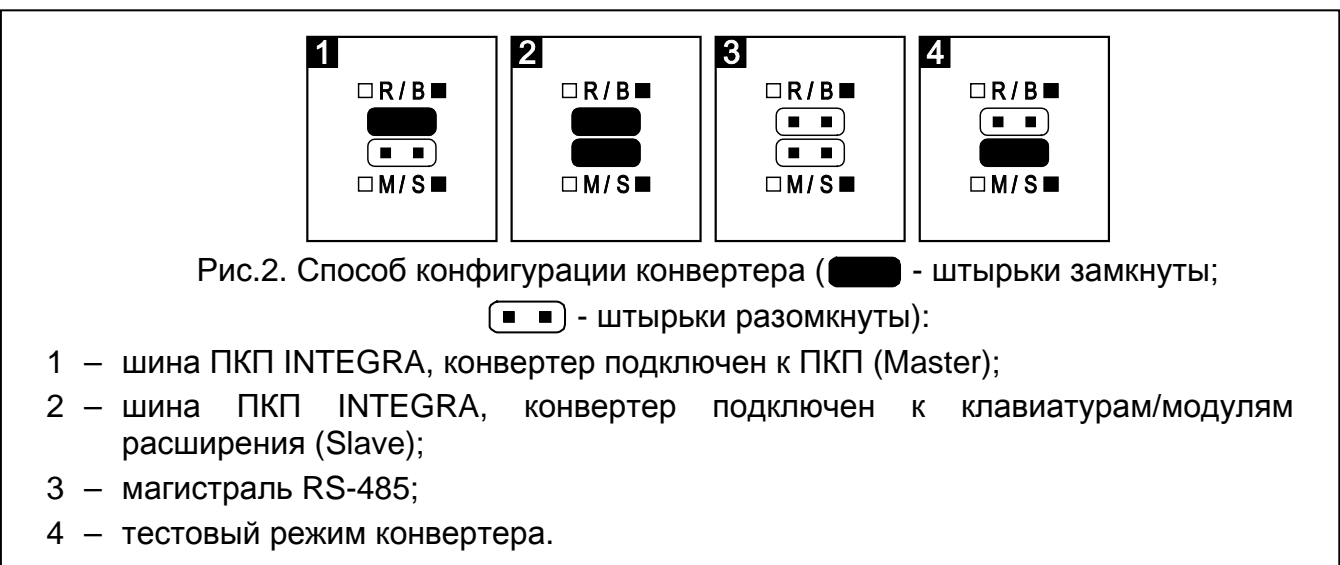 1 2 3 4
□ R / B ■ □ R / B ■ □ R / B ■ □ R / B ■
□ M / S ■ □ M / S ■ □ M / S ■ □ M / S ■
Рис.2. Способ конфигурации конвертера ( - штырьки замкнуты;
- штырьки разомкнуты):
1 – шина ПКП INTEGRA, конвертер подключен к ПКП (Master);
2 – шина ПКП INTEGRA, конвертер подключен к клавиатурам/модулям
расширения (Slave);
3 – магистраль RS-485;
4 – тестовый режим конвертера.